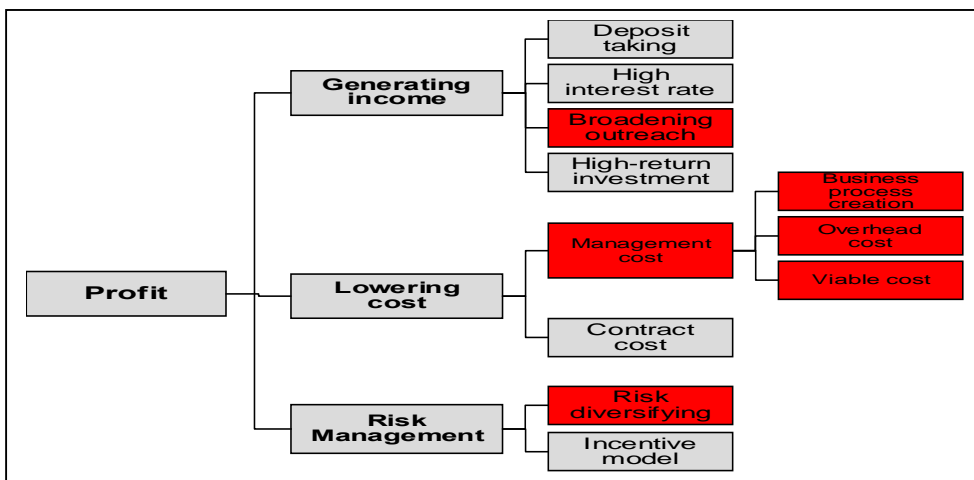 Profit
Generating
income
Deposit
taking
High
interest rate
Broadening
outreach
High-return
investment
Lowering
cost
Management
cost
Business
process
creation
Overhead
cost
Viable cost
Contract
cost
Risk
Management
Risk
diversifying
Incentive
model